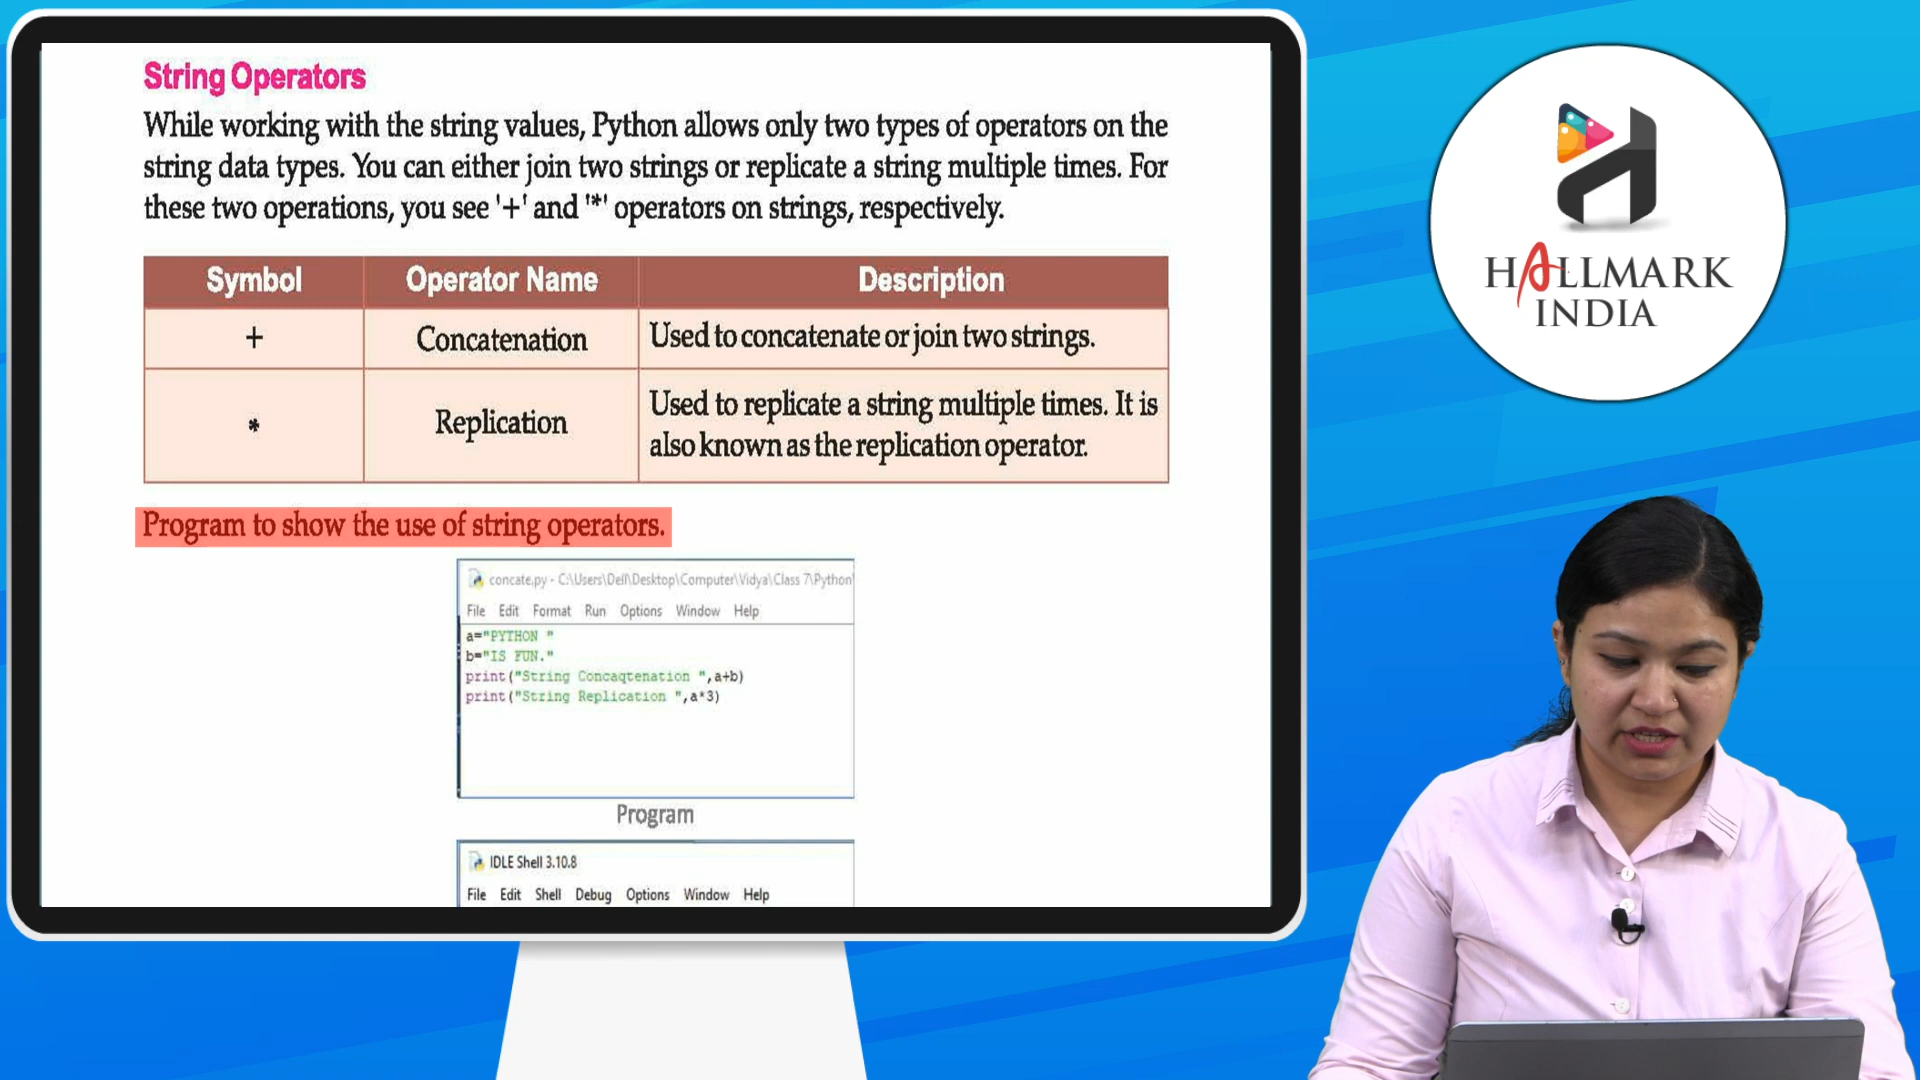 String Operators
While working with the string values, Python allows only two types of operators on the
string data types. You can either join two strings or replicate a string multiple times. For
these two operations, you see '+' and '*' operators on strings, respectively.
Symbol Operator Name Description
+ Concatenation Used to concatenate or join two strings.
* Replication Used to replicate a string multiple times. It is
also known as the replication operator.
Program to show the use of string operators.
concate.py - C:\Users\Dell\Desktop\Computer\Vidya\Class 7\Python\
File Edit Format Run Options Window Help
a="PYTHON "
b="IS FUN."
print("String Concaqtenation ",a+b)
print("String Replication ",a*3)
Program
IDLE Shell 3.10.8
File Edit Shell Debug Options Window Help
HALLMARK
INDIA